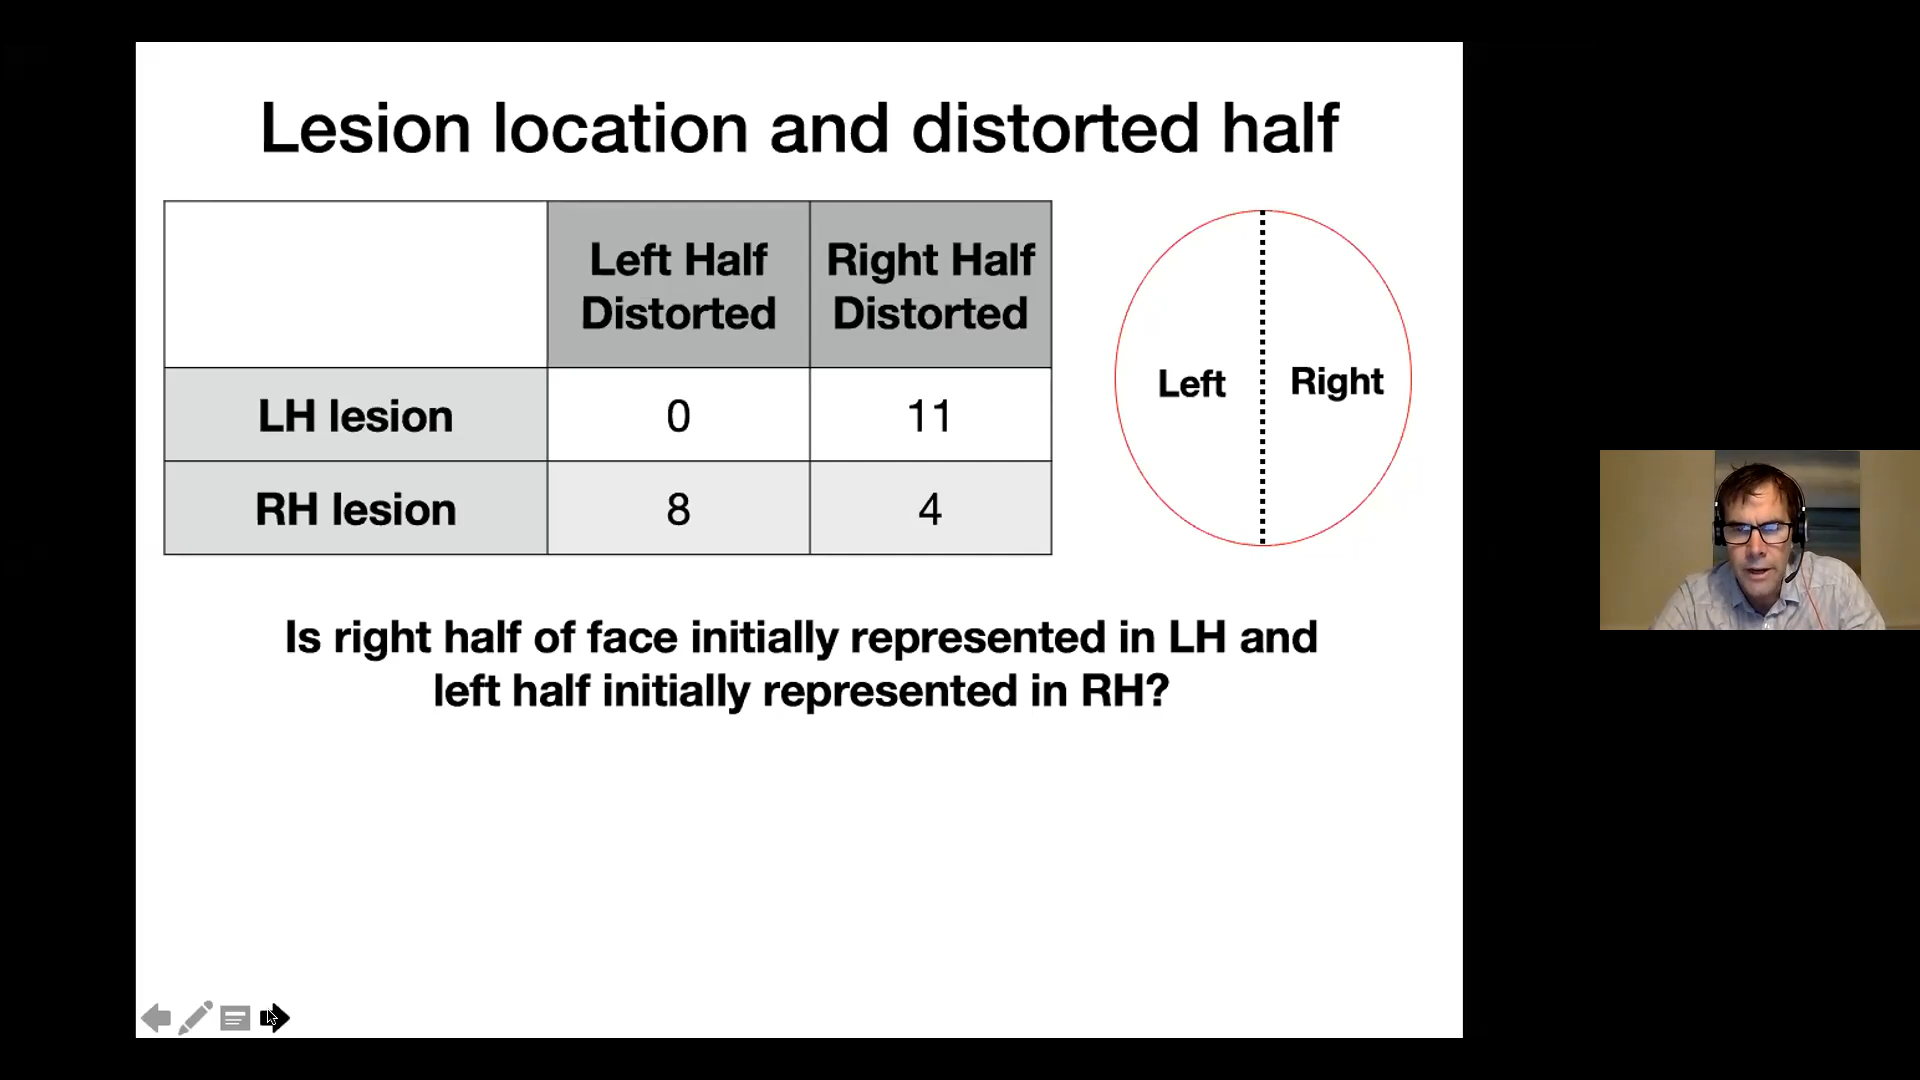 Lesion location and distorted half
Left Half
Distorted
Right Half
Distorted
LH lesion
0
11
RH lesion
8
4
Left
Right
Is right half of face initially represented in LH and
left half initially represented in RH?